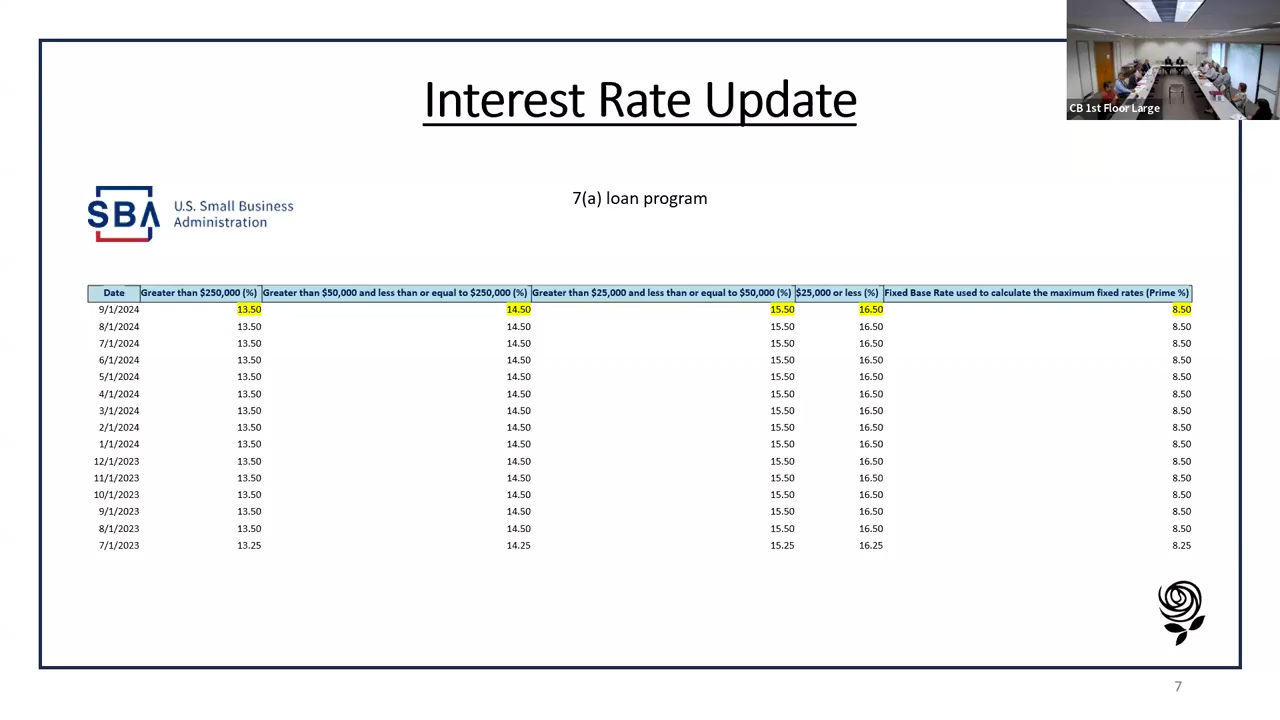 CB 1st Floor Large
Interest Rate Update
7(a) loan program
SBA
U.S. Small Business
Administration
Date Greater than $250,000 (%) Greater than $50,000 and less than or equal to $250,000 (%) Greater than $25,000 and less than or equal to $50,000 (%) $25,000 or less (%) Fixed Base Rate used to calculate the maximum fixed rates (Prime %)
9/1/2024 13.50 14.50 15.50 16.50 8.50
8/1/2024 13.50 14.50 15.50 16.50 8.50
7/1/2024 13.50 14.50 15.50 16.50 8.50
6/1/2024 13.50 14.50 15.50 16.50 8.50
5/1/2024 13.50 14.50 15.50 16.50 8.50
4/1/2024 13.50 14.50 15.50 16.50 8.50
3/1/2024 13.50 14.50 15.50 16.50 8.50
2/1/2024 13.50 14.50 15.50 16.50 8.50
1/1/2024 13.50 14.50 15.50 16.50 8.50
12/1/2023 13.50 14.50 15.50 16.50 8.50
11/1/2023 13.50 14.50 15.50 16.50 8.50
10/1/2023 13.50 14.50 15.50 16.50 8.50
9/1/2023 13.50 14.50 15.50 16.50 8.50
8/1/2023 13.50 14.50 15.50 16.50 8.50
7/1/2023 13.25 14.25 15.25 16.25 8.25
7